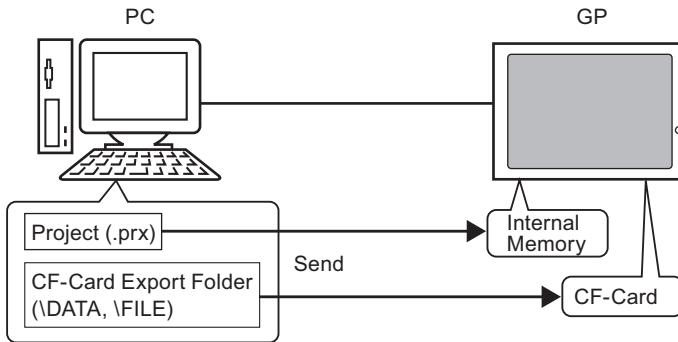 PC
GP
Project (.prx)
Internal
Memory
Send
CF-Card Export Folder
(\DATA, \FILE)
CF-Card